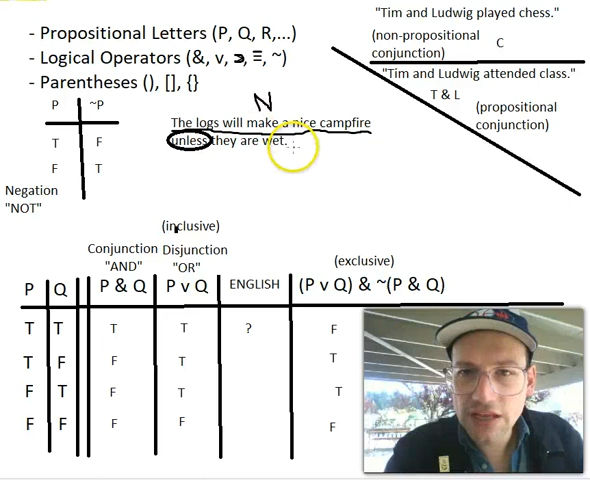 - Propositional Letters (P, Q, R,...)
- Logical Operators (&, v, ⊃, ≡, ~)
- Parentheses (), [], {}
"Tim and Ludwig played chess."
(non-propositional
conjunction)
C
"Tim and Ludwig attended class."
T & L
(propositional
conjunction)
P ~P
T F
F T
Negation
"NOT"
N
The logs will make a nice campfire
unless they are wet.
(inclusive)
Conjunction Disjunction
"AND" "OR"
(exclusive)
P Q P & Q P v Q ENGLISH (P v Q) & ~(P & Q)
T T T T ? F
T F F T T
F T F T T
F F F F F